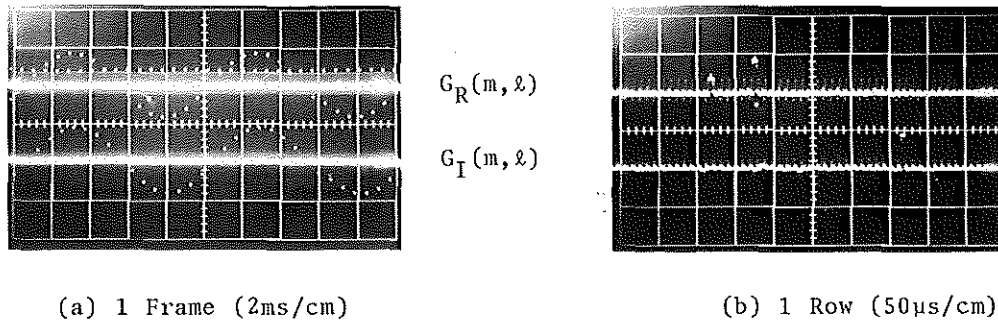 G_R(m,ℓ)
G_I(m,ℓ)
(a) 1 Frame (2ms/cm)
(b) 1 Row (50μs/cm)